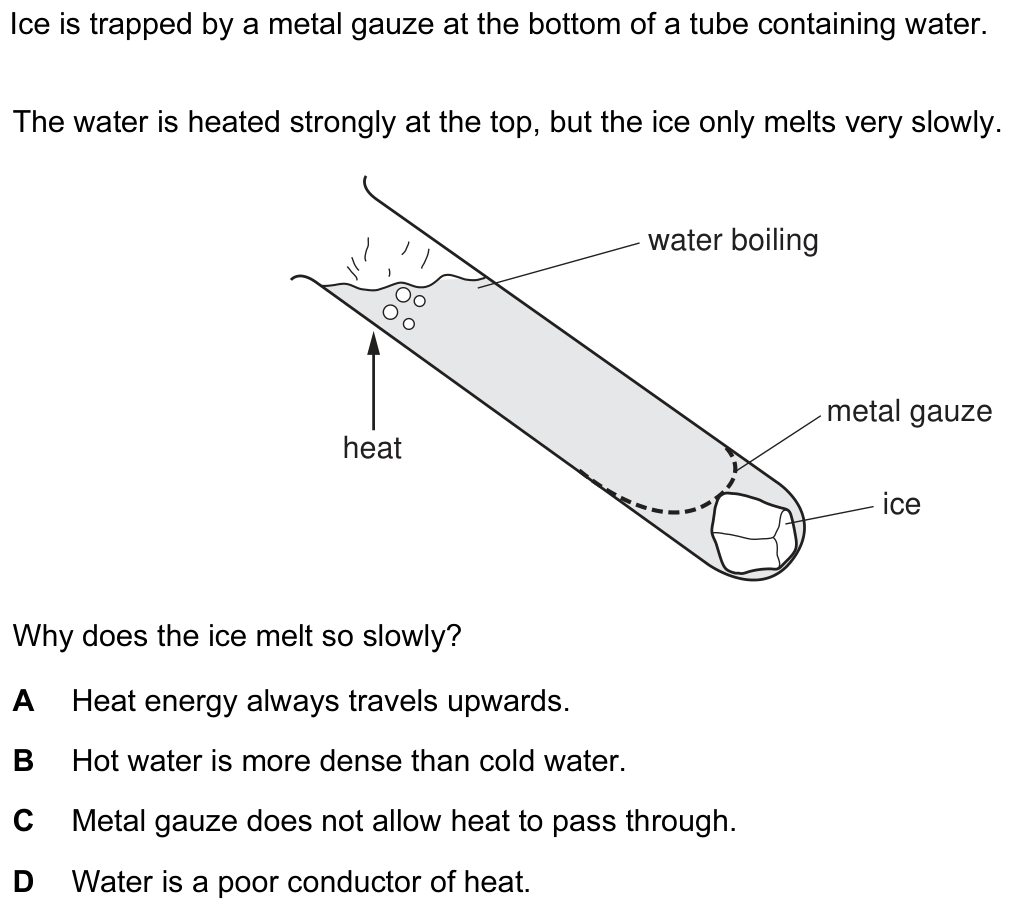 Ice is trapped by a metal gauze at the bottom of a tube containing water.
The water is heated strongly at the top, but the ice only melts very slowly.
water boiling
metal gauze
heat
ice
Why does the ice melt so slowly?
A Heat energy always travels upwards.
B Hot water is more dense than cold water.
C Metal gauze does not allow heat to pass through.
D Water is a poor conductor of heat.